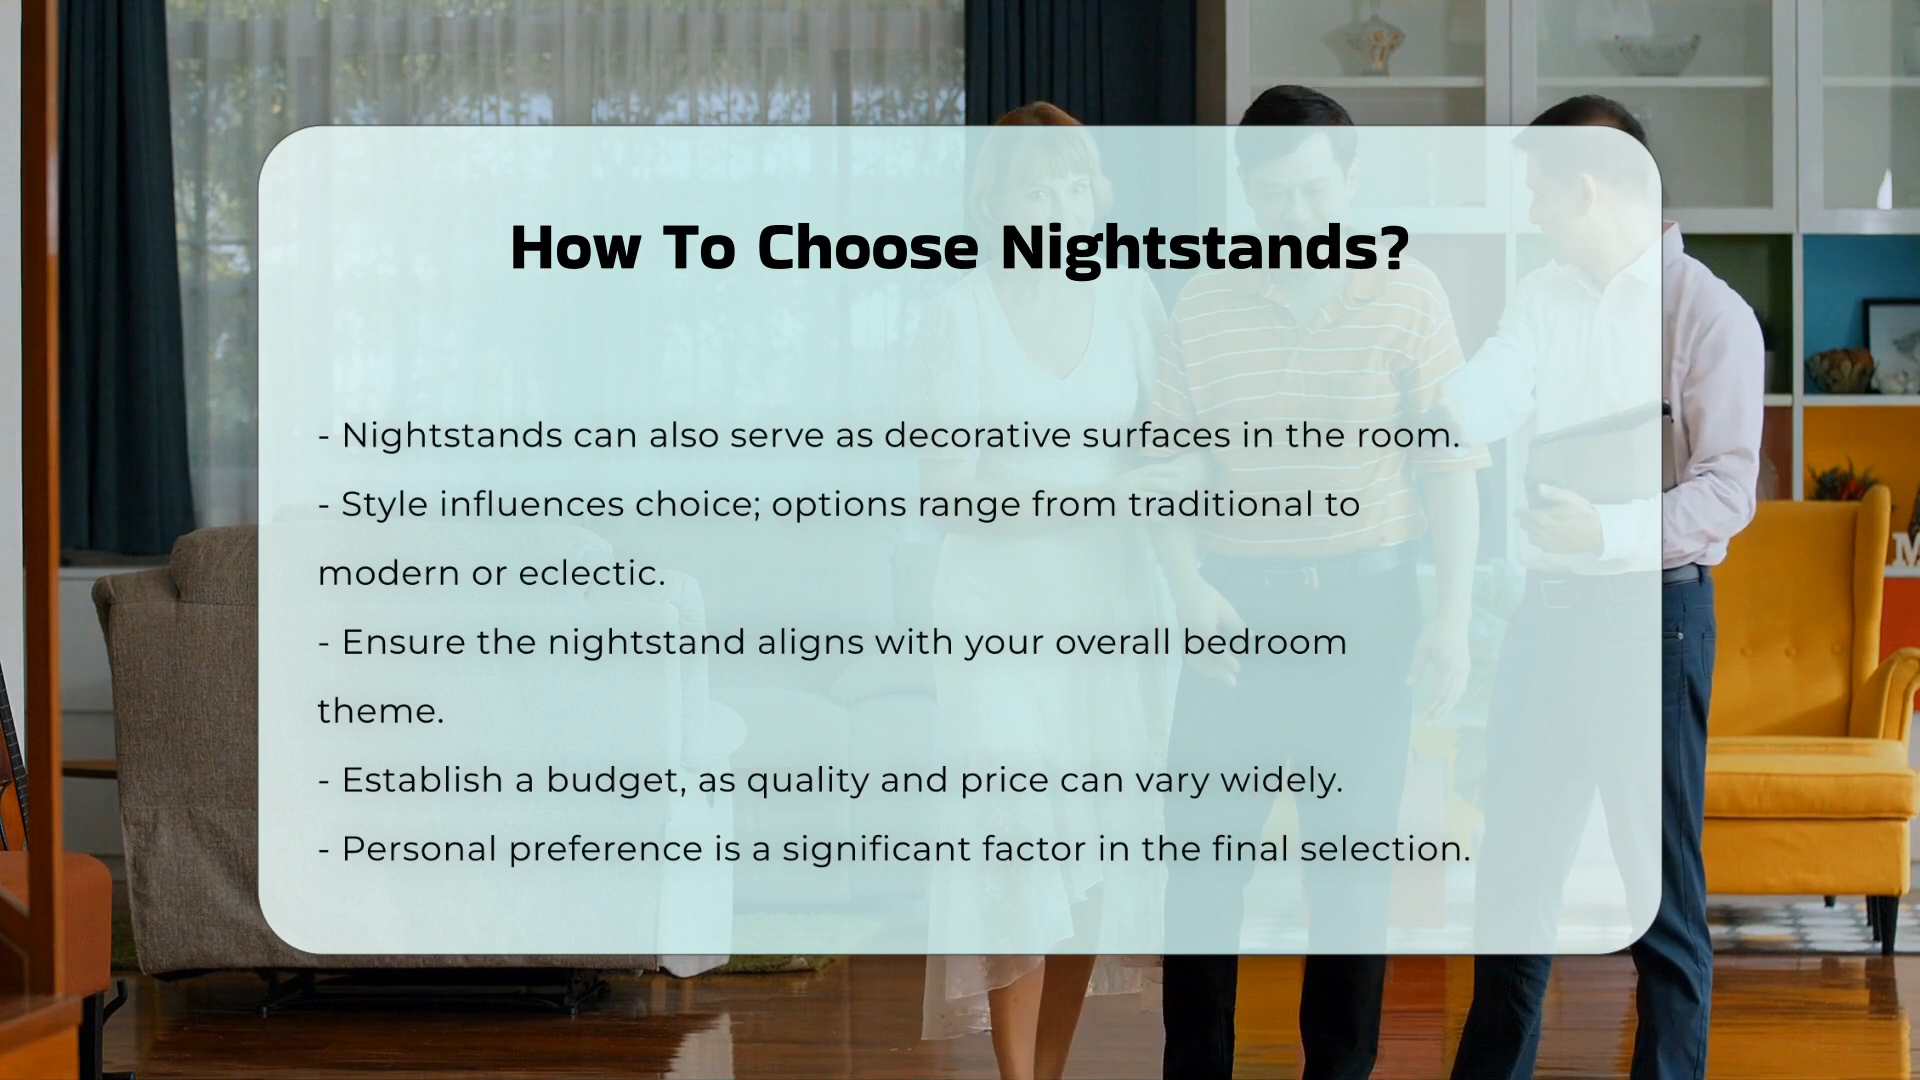 How To Choose Nightstands?
- Nightstands can also serve as decorative surfaces in the room.
- Style influences choice; options range from traditional to
modern or eclectic.
- Ensure the nightstand aligns with your overall bedroom
theme.
- Establish a budget, as quality and price can vary widely.
- Personal preference is a significant factor in the final selection.
M